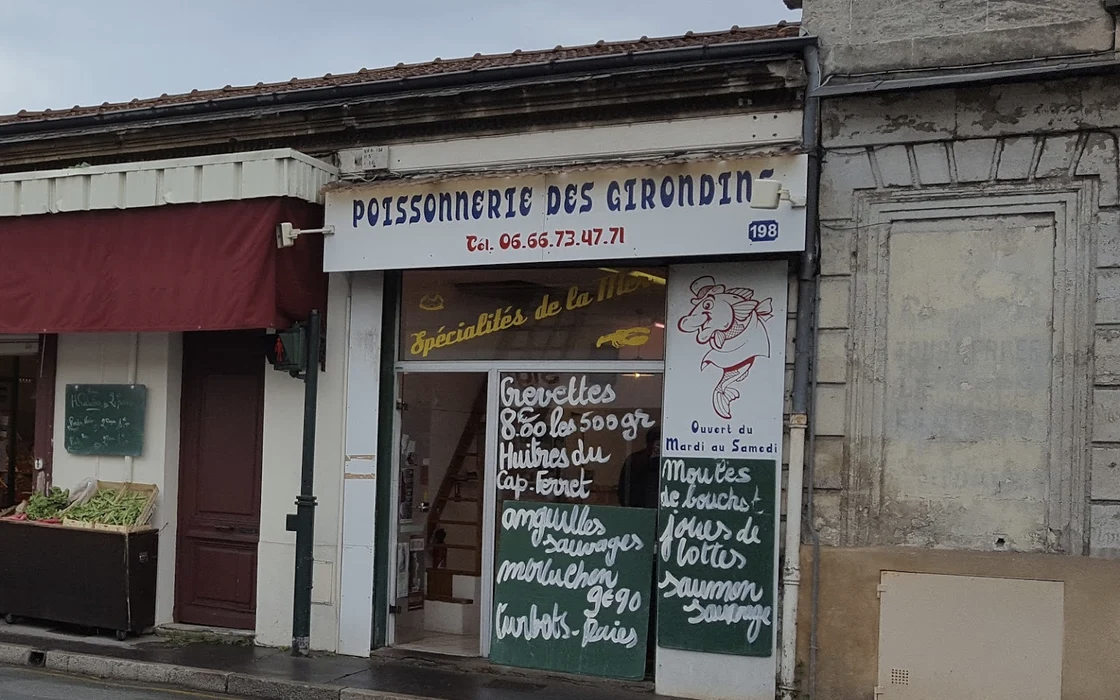 POISSONNERIE DES GIRONDINS
Tél. 06.66.73.47.71
198
Spécialités de la Mer
Grevettes
8€50 les 500gr
Huitres du
Cap-Ferret
anguilles
sauvages
merluchon
9€90
Turbots-Raies
Ouvert du
Mardi au Samedi
Moules
de bouchot
joues de
lottes
saumon
sauvage